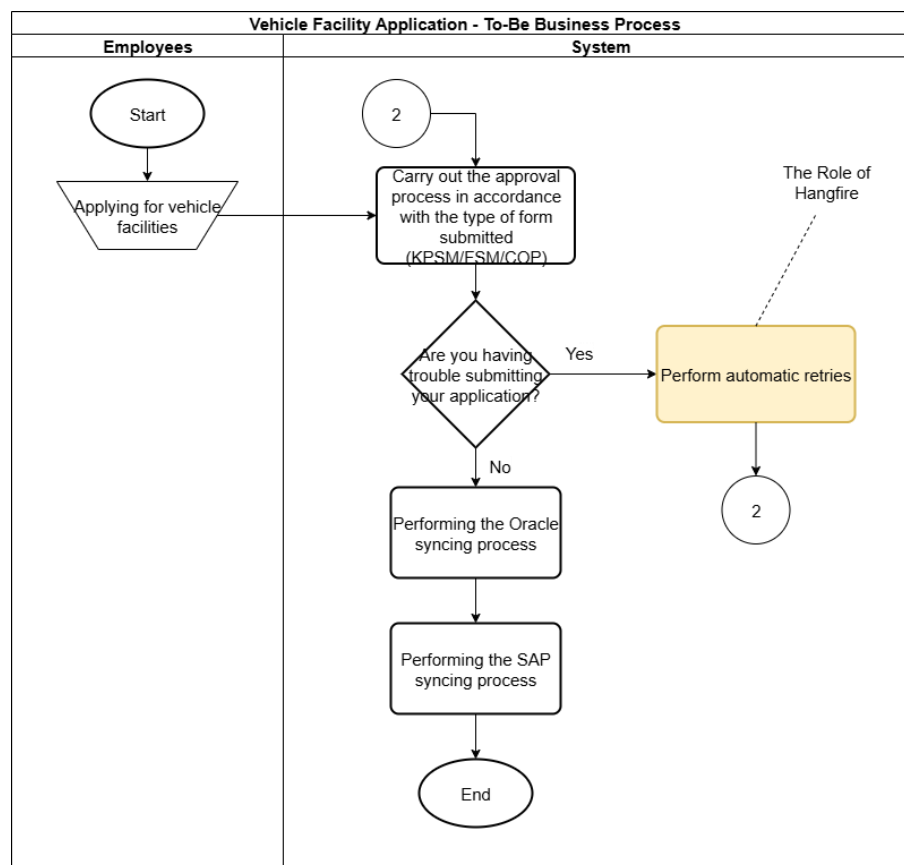 Vehicle Facility Application - To-Be Business Process
Employees
System
Start
2
Applying for vehicle
facilities
Carry out the approval
process in accordance
with the type of form
submitted
(KPSM/FSM/COP)
The Role of
Hangfire
Are you having
trouble submitting
your application?
Yes
Perform automatic retries
No
2
Performing the Oracle
syncing process
Performing the SAP
syncing process
End